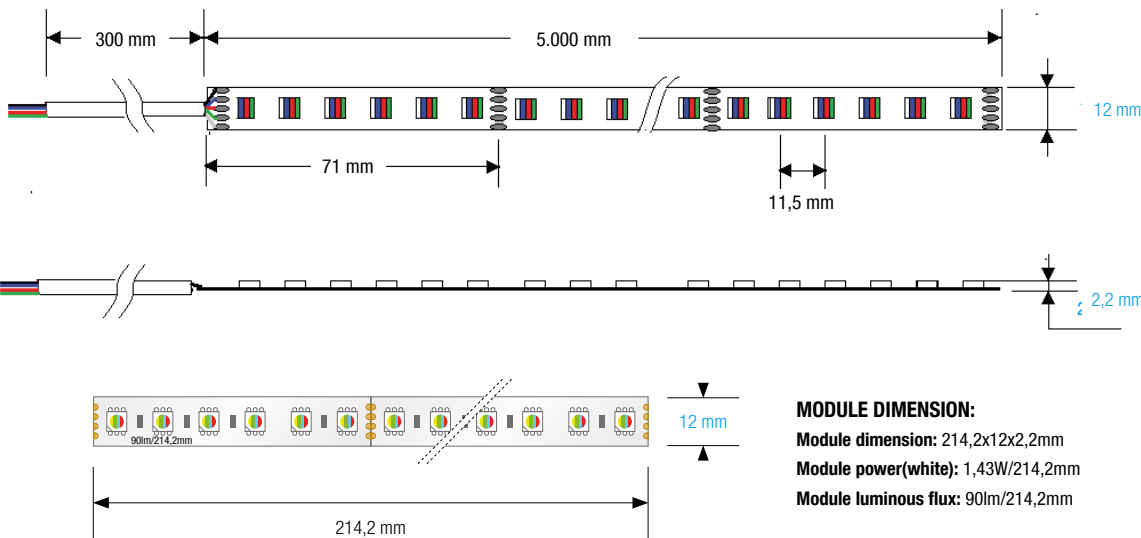 300 mm
5.000 mm
12 mm
71 mm
11,5 mm
2,2 mm
90lm/214,2mm
12 mm
214,2 mm
MODULE DIMENSION:
Module dimension: 214,2x12x2,2mm
Module power(white): 1,43W/214,2mm
Module luminous flux: 90lm/214,2mm